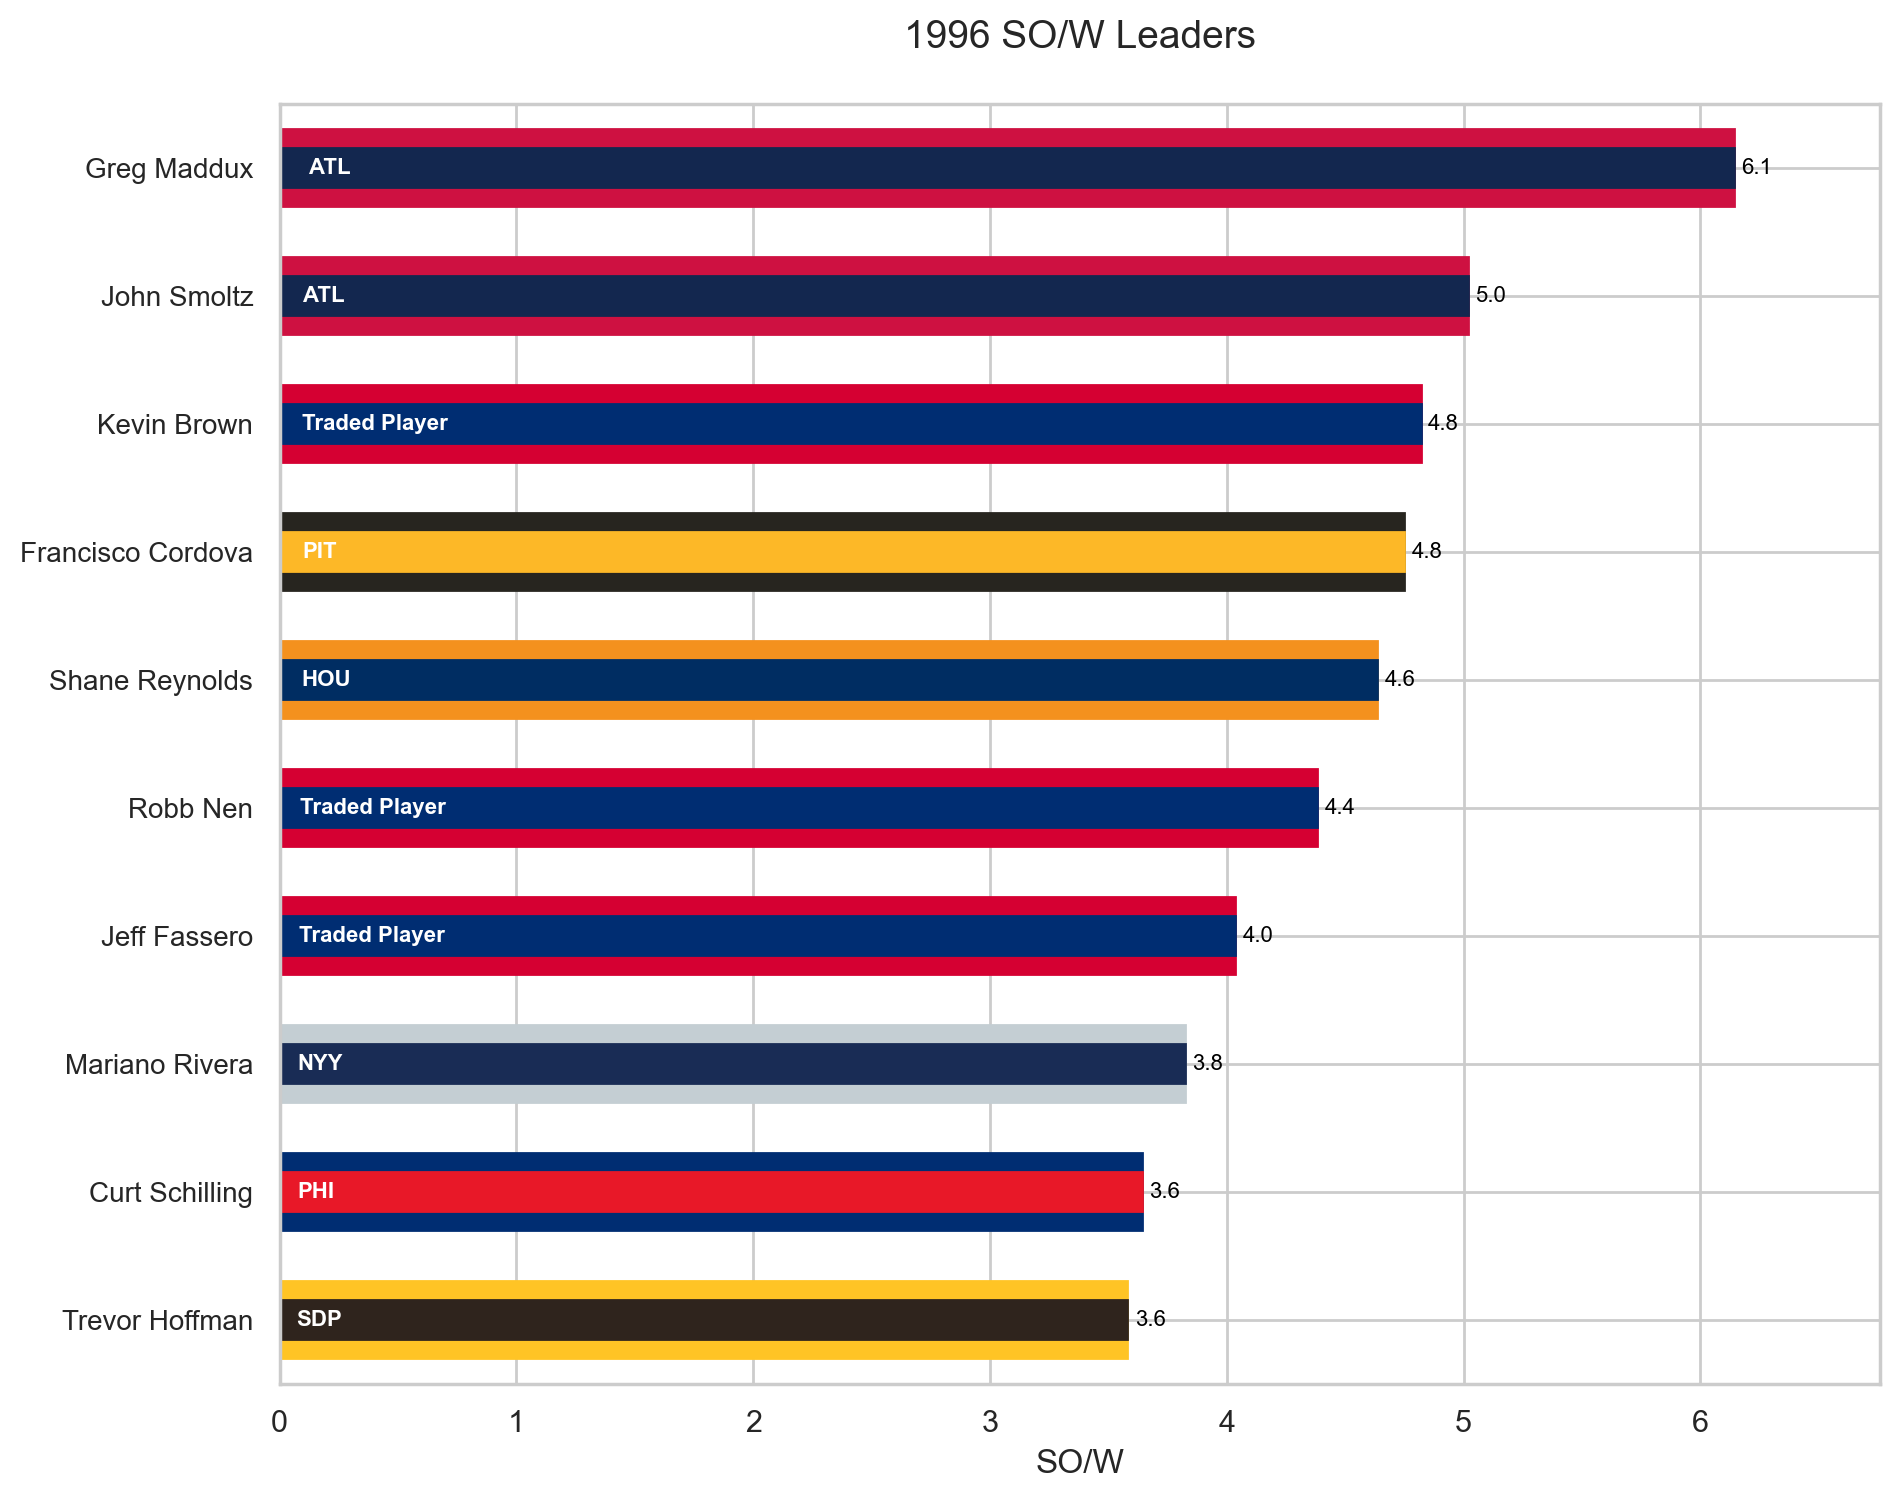 1996 SO/W Leaders
Greg Maddux ATL 6.1
John Smoltz ATL 5.0
Kevin Brown Traded Player 4.8
Francisco Cordova PIT 4.8
Shane Reynolds HOU 4.6
Robb Nen Traded Player 4.4
Jeff Fassero Traded Player 4.0
Mariano Rivera NYY 3.8
Curt Schilling PHI 3.6
Trevor Hoffman SDP 3.6
0 1 2 3 4 5 6
SO/W